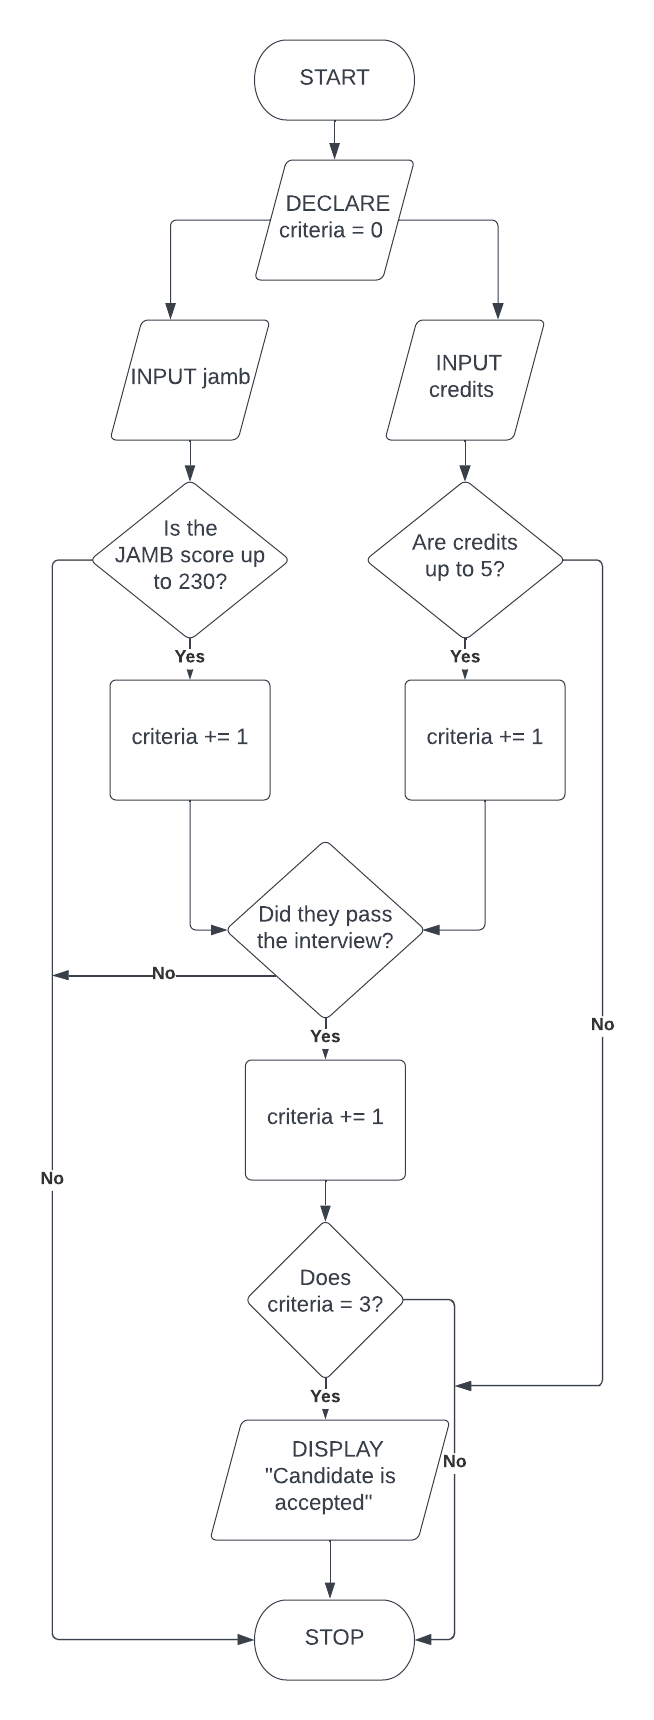 START
DECLARE
criteria = 0
INPUT jamb
INPUT
credits
Is the
JAMB score up
to 230?
Are credits
up to 5?
Yes
Yes
criteria += 1
criteria += 1
Did they pass
the interview?
No
Yes
No
criteria += 1
No
Does
criteria = 3?
Yes
DISPLAY
"Candidate is
accepted"
No
STOP